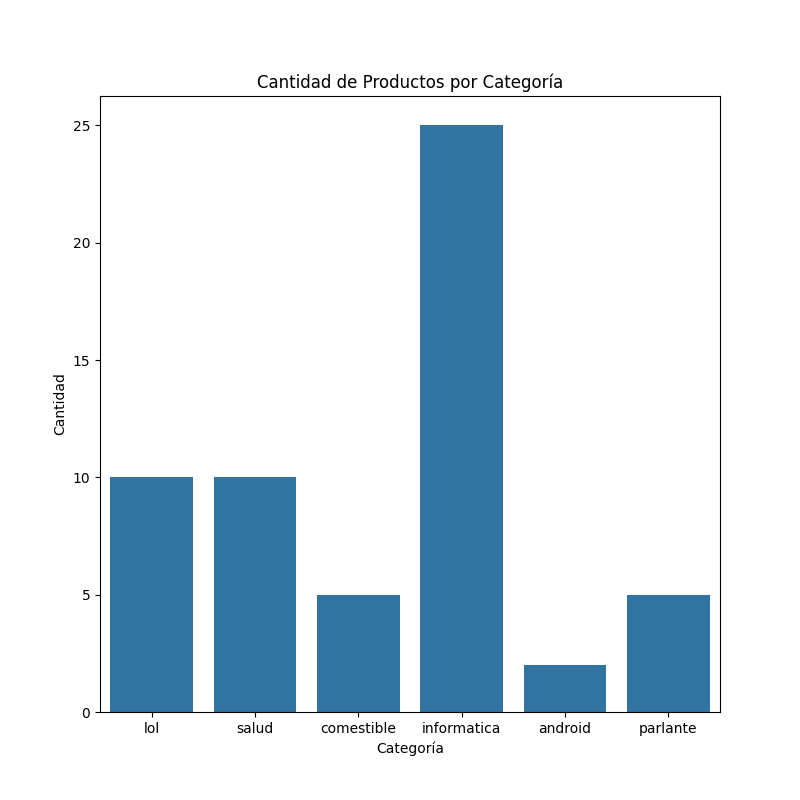 Cantidad de Productos por Categoría
25
20
15
10
5
0
Cantidad
lol salud comestible informatica android parlante
Categoría